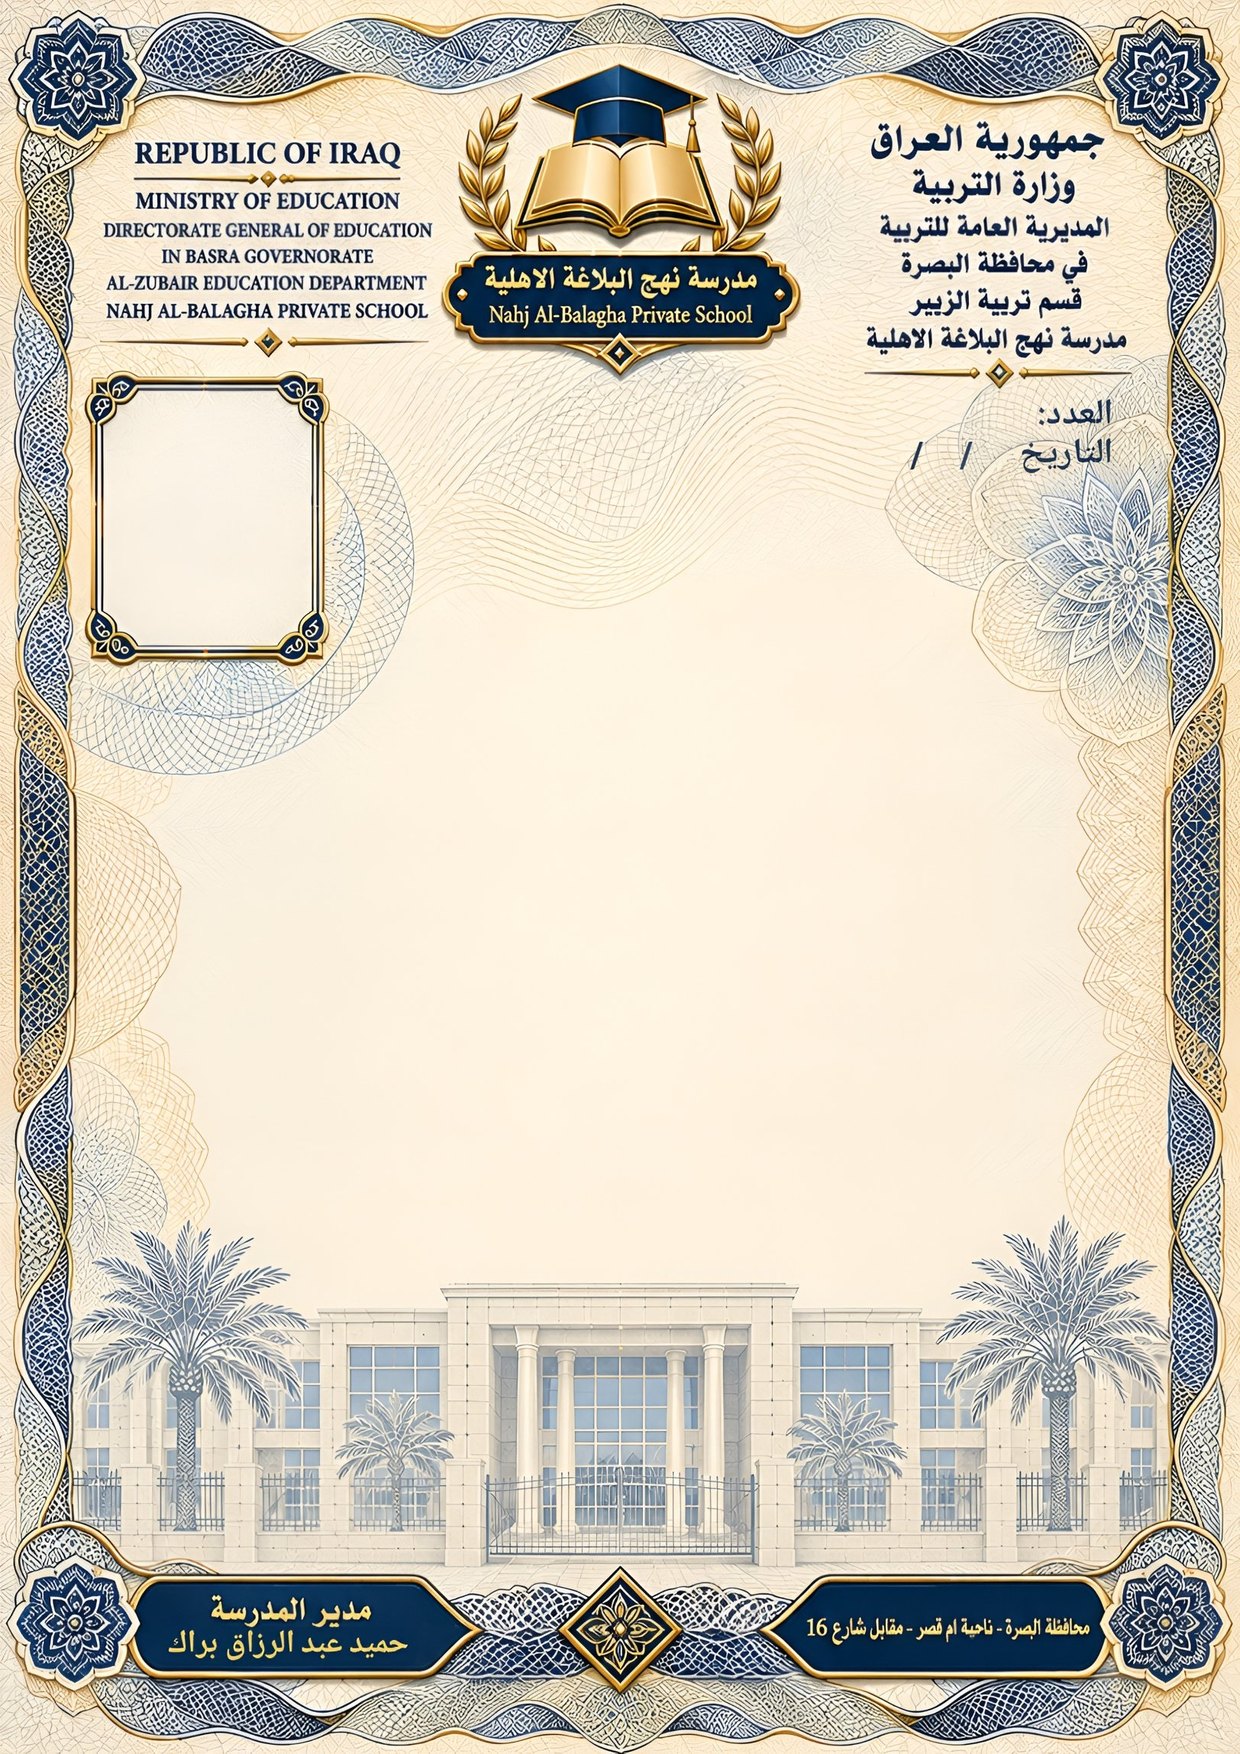 REPUBLIC OF IRAQ
MINISTRY OF EDUCATION
DIRECTORATE GENERAL OF EDUCATION
IN BASRA GOVERNORATE
AL-ZUBAIR EDUCATION DEPARTMENT
NAHJ AL-BALAGHA PRIVATE SCHOOL
مدرسة نهج البلاغة الاهلية
Nahj Al-Balagha Private School
جمهورية العراق
وزارة التربية
المديرية العامة للتربية
في محافظة البصرة
قسم تربية الزبير
مدرسة نهج البلاغة الاهلية
العدد:
التاريخ / /
مدير المدرسة
حميد عبد الرزاق براك
محافظة البصرة - ناحية ام قصر - مقابل شارع 16